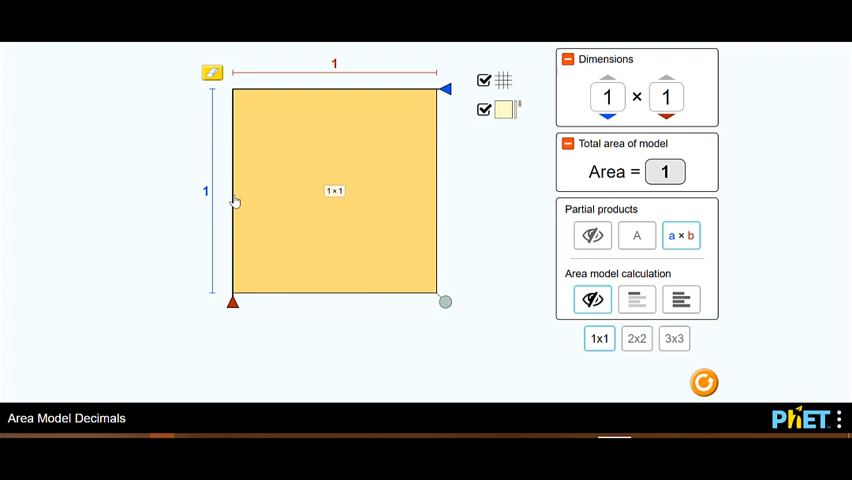 1
1
1 × 1
Dimensions
1 × 1
Total area of model
Area = 1
Partial products
A
a × b
Area model calculation
1x1
2x2
3x3
Area Model Decimals
PhET